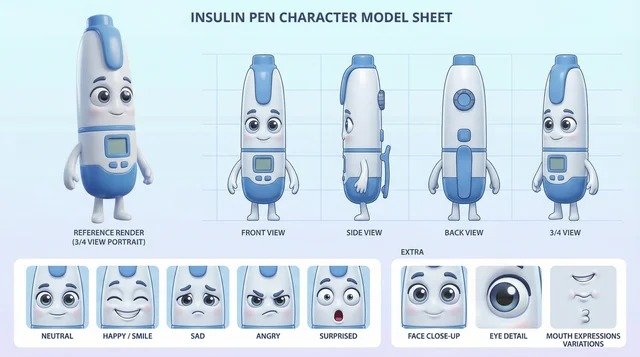 INSULIN PEN CHARACTER MODEL SHEET
REFERENCE RENDER
(3/4 VIEW PORTRAIT)
FRONT VIEW
SIDE VIEW
BACK VIEW
3/4 VIEW
NEUTRAL
HAPPY / SMILE
SAD
ANGRY
SURPRISED
EXTRA
FACE CLOSE-UP
EYE DETAIL
MOUTH EXPRESSIONS
VARIATIONS